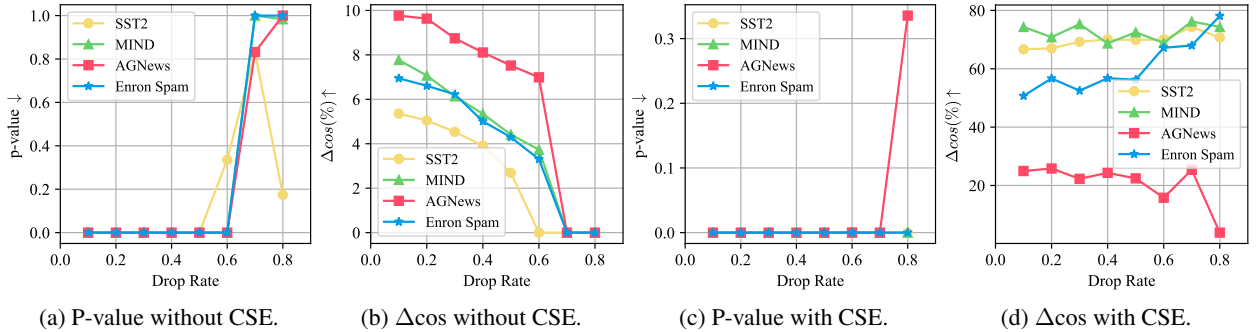 1.0
0.8
0.6
0.4
0.2
0.0
p-value ↓
SST2
MIND
AGNews
Enron Spam
0.0 0.2 0.4 0.6 0.8
Drop Rate
(a) P-value without CSE.
10
8
6
4
2
0
Δcos(%) ↑
SST2
MIND
AGNews
Enron Spam
0.0 0.2 0.4 0.6 0.8
Drop Rate
(b) Δcos without CSE.
0.3
0.2
0.1
0.0
p-value ↓
SST2
MIND
AGNews
Enron Spam
0.0 0.2 0.4 0.6 0.8
Drop Rate
(c) P-value with CSE.
80
60
40
20
Δcos(%) ↑
SST2
MIND
AGNews
Enron Spam
0.0 0.2 0.4 0.6 0.8
Drop Rate
(d) Δcos with CSE.